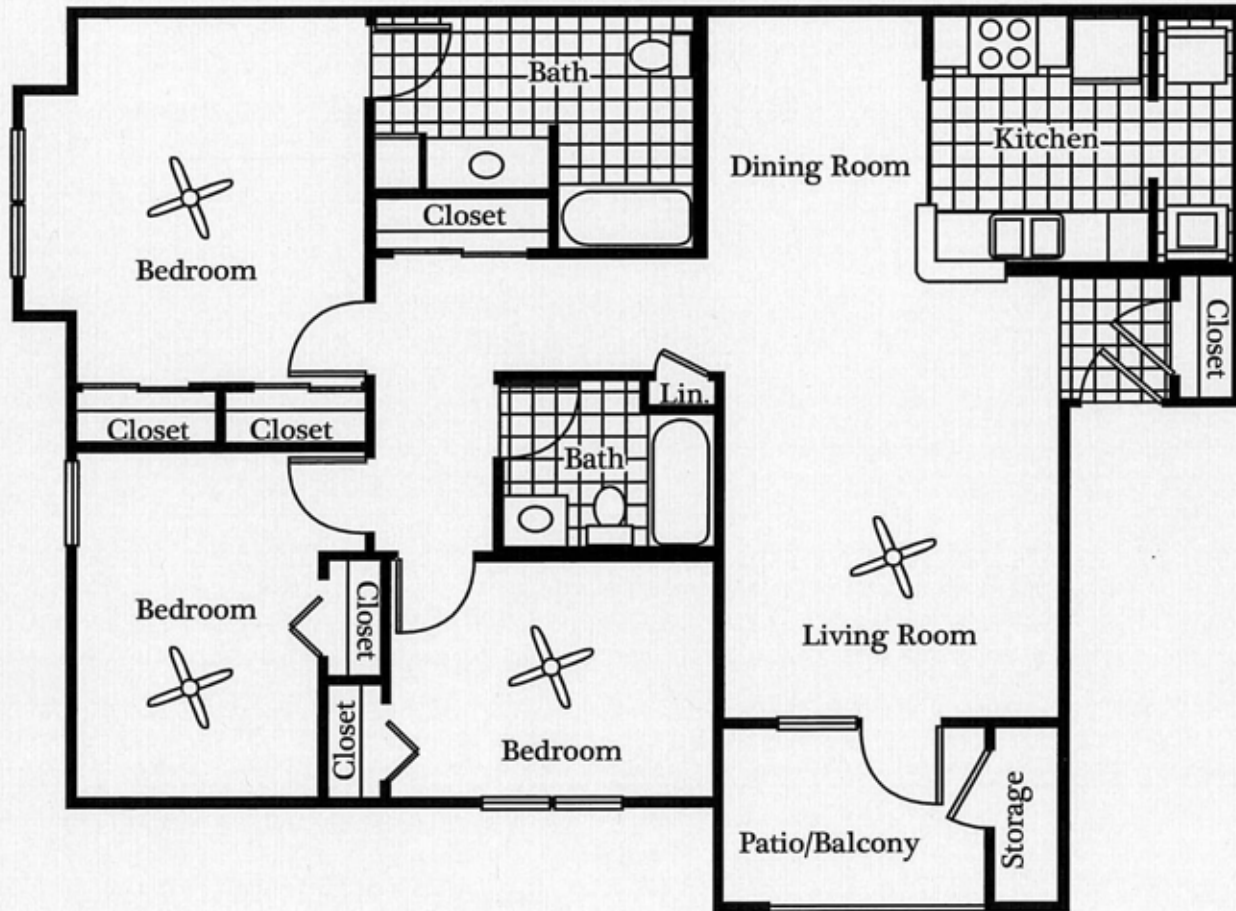 Bath
Kitchen
Dining Room
Closet
Bedroom
Closet
Lin.
Closet
Closet
Bath
Bedroom
Closet
Living Room
Closet
Bedroom
Patio/Balcony
Storage